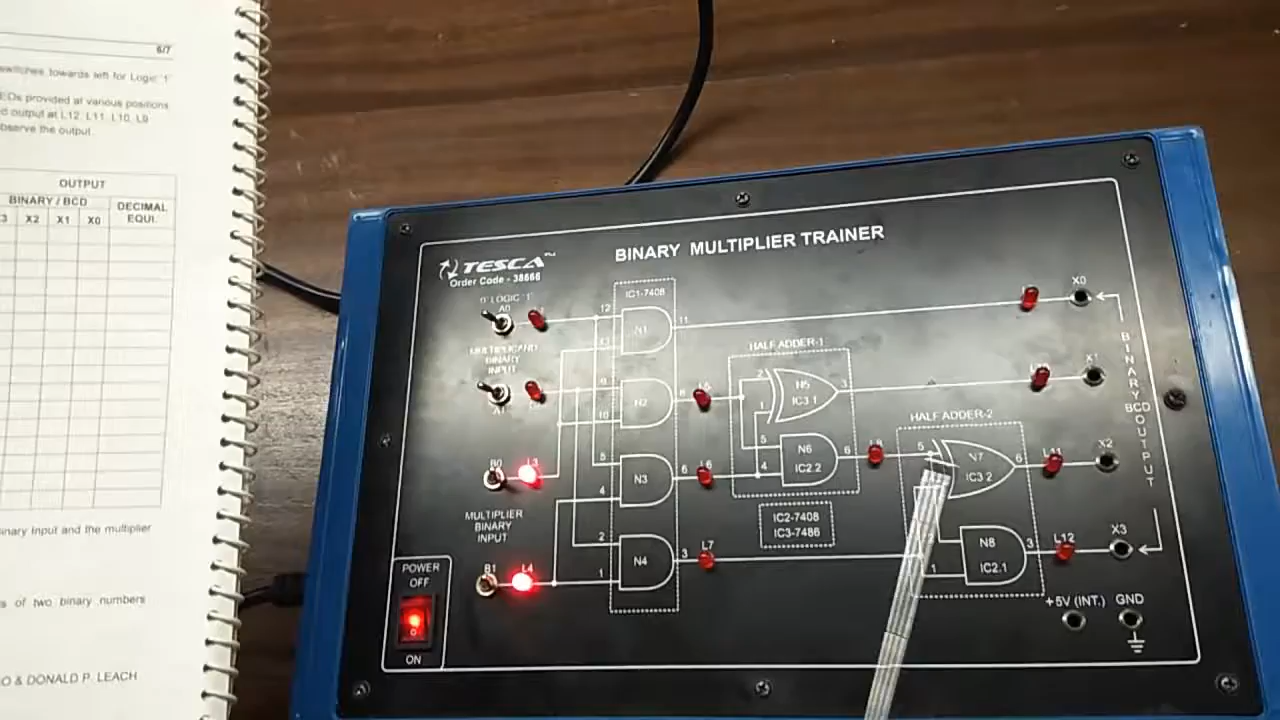 6/7
switches towards left for Logic '1'
EDs provided at various positions
d output at L12, L11, L10, L9
bserve the output.
OUTPUT
BINARY / BCD
DECIMAL EQUI.
X2 X1 X0
inary Input and the multiplier
s of two binary numbers
O & DONALD P. LEACH
BINARY MULTIPLIER TRAINER
TESCA
Order Code - 38666
'0' LOGIC '1'
A0
MULTIPLICAND
BINARY
INPUT
A1
B0 L3
MULTIPLIER
BINARY
INPUT
B1 L4
POWER
OFF
ON
IC1-7408
12 N1 11
13
9 N2 8
10
5 N3 6
4
2 N4 3
1
L5
L6
L7
HALF ADDER-1
2 N5 3
1 IC3.1
5 N6 6
4 IC2.2
L8
IC2-7408
IC3-7486
HALF ADDER-2
5 N7 6
IC3.2
N8 3
1 IC2.1
L12
X0
X1
X2
X3
BINARY
BCD
OUTPUT
+5V (INT.) GND